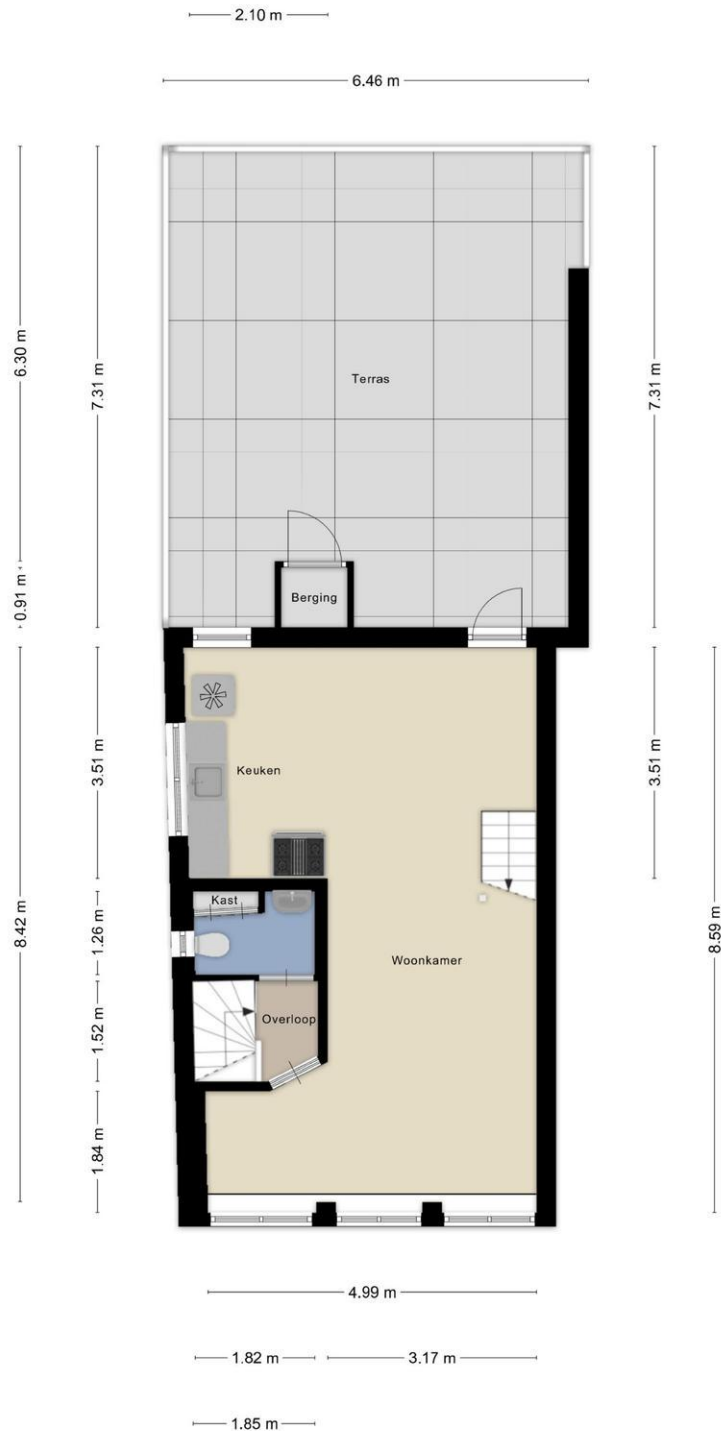 2.10 m
6.46 m
6.30 m
7.31 m
7.31 m
Terras
0.91 m
Berging
Keuken
3.51 m
3.51 m
Kast
8.42 m
1.26 m
8.59 m
Woonkamer
1.52 m
Overloop
1.84 m
4.99 m
1.82 m
3.17 m
1.85 m